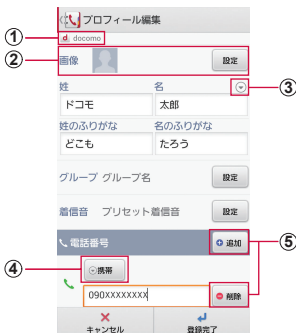 プロフィール編集
① docomo
② 画像 設定
姓 名 ③
ドコモ 太郎
姓のふりがな 名のふりがな
どこも たろう
グループ グループ名 設定
着信音 プリセット着信音 設定
電話番号 追加 ⑤
④ 携帯
090XXXXXXXX 削除
キャンセル 登録完了